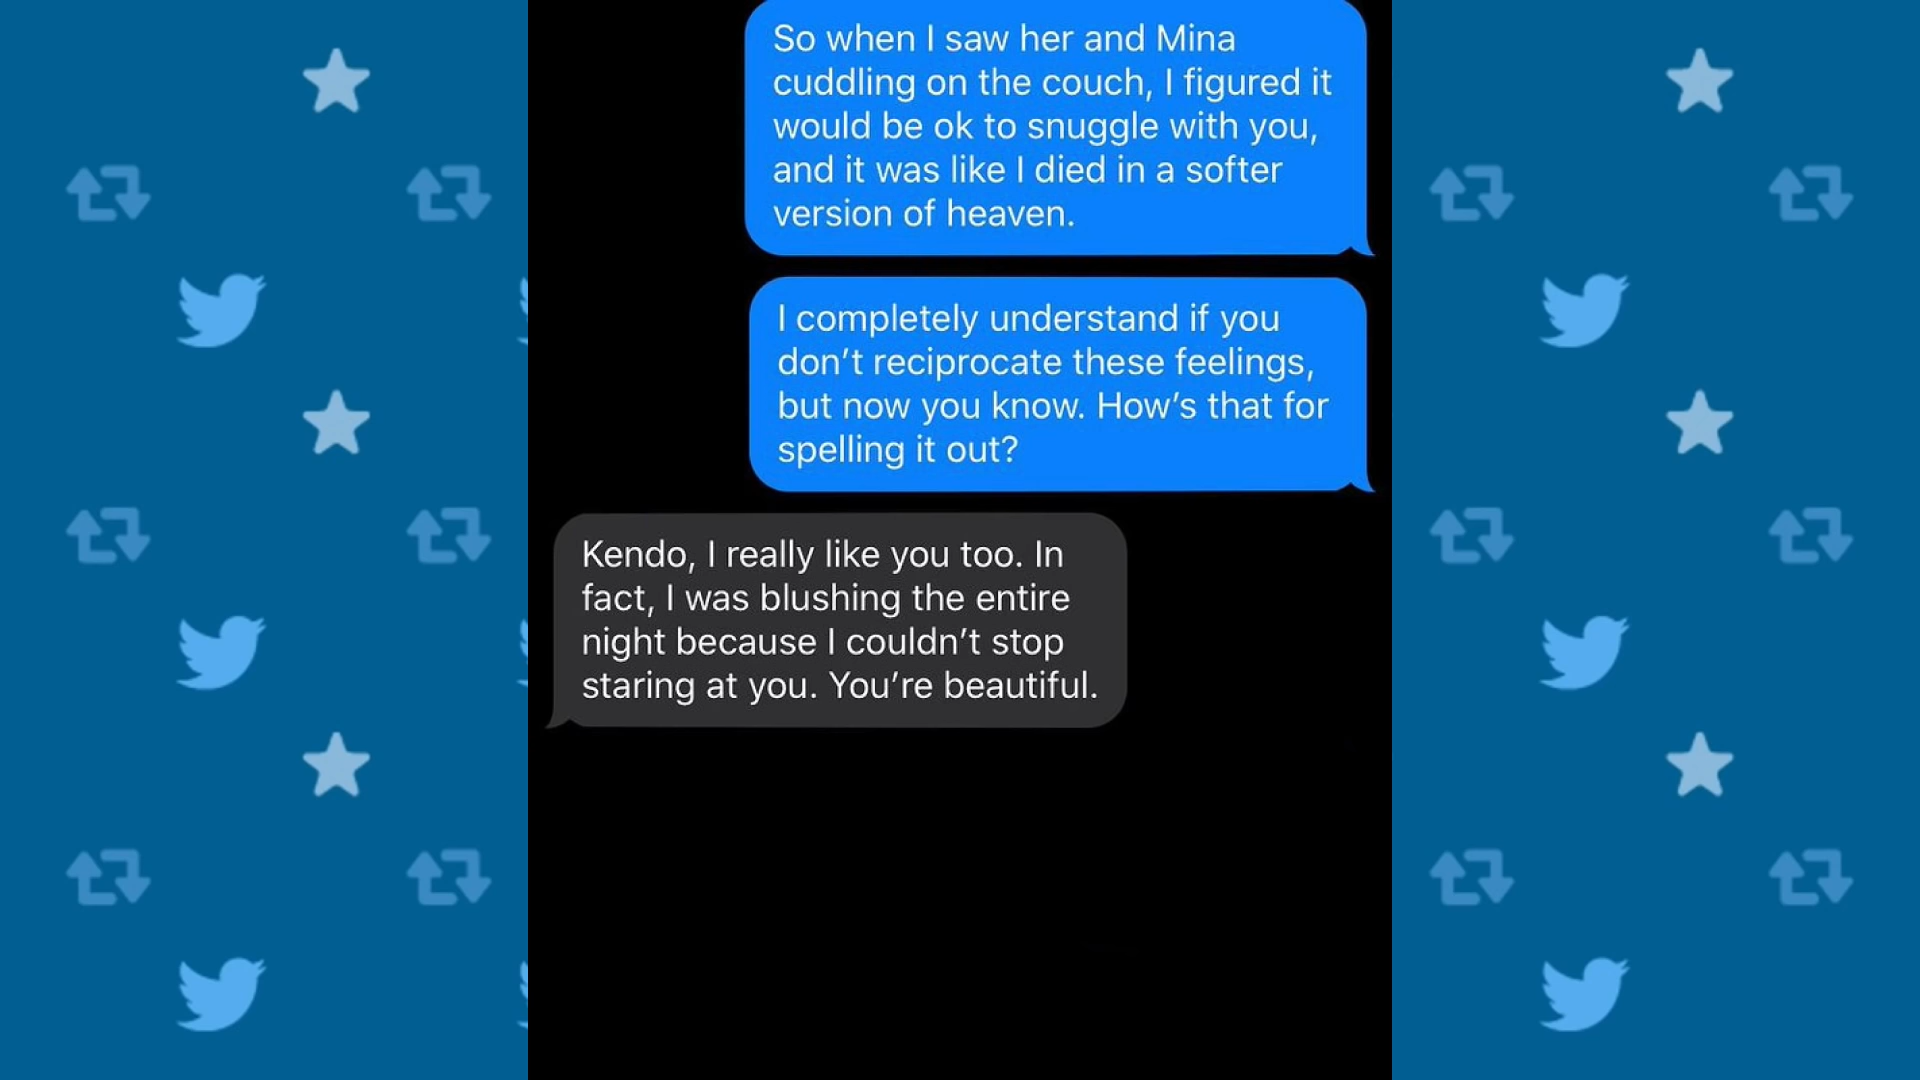 So when I saw her and Mina
cuddling on the couch, I figured it
would be ok to snuggle with you,
and it was like I died in a softer
version of heaven.
I completely understand if you
don’t reciprocate these feelings,
but now you know. How’s that for
spelling it out?
Kendo, I really like you too. In
fact, I was blushing the entire
night because I couldn’t stop
staring at you. You’re beautiful.